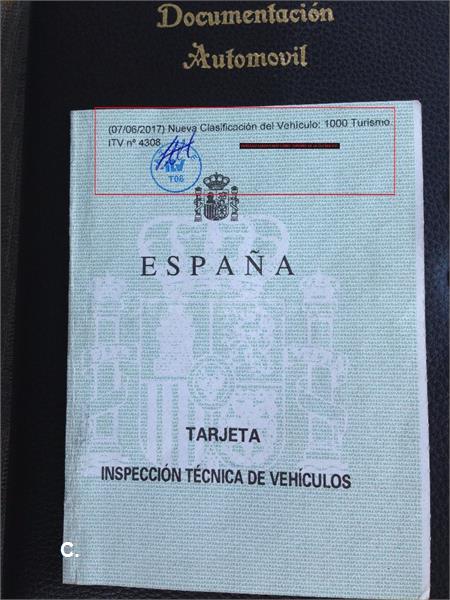 Documentación
Automovil
(07/06/2017) Nueva Clasificación del Vehículo: 1000 Turismo
ITV nº 4308
ITV
T06
ESPAÑA
TARJETA
INSPECCIÓN TÉCNICA DE VEHÍCULOS
C.